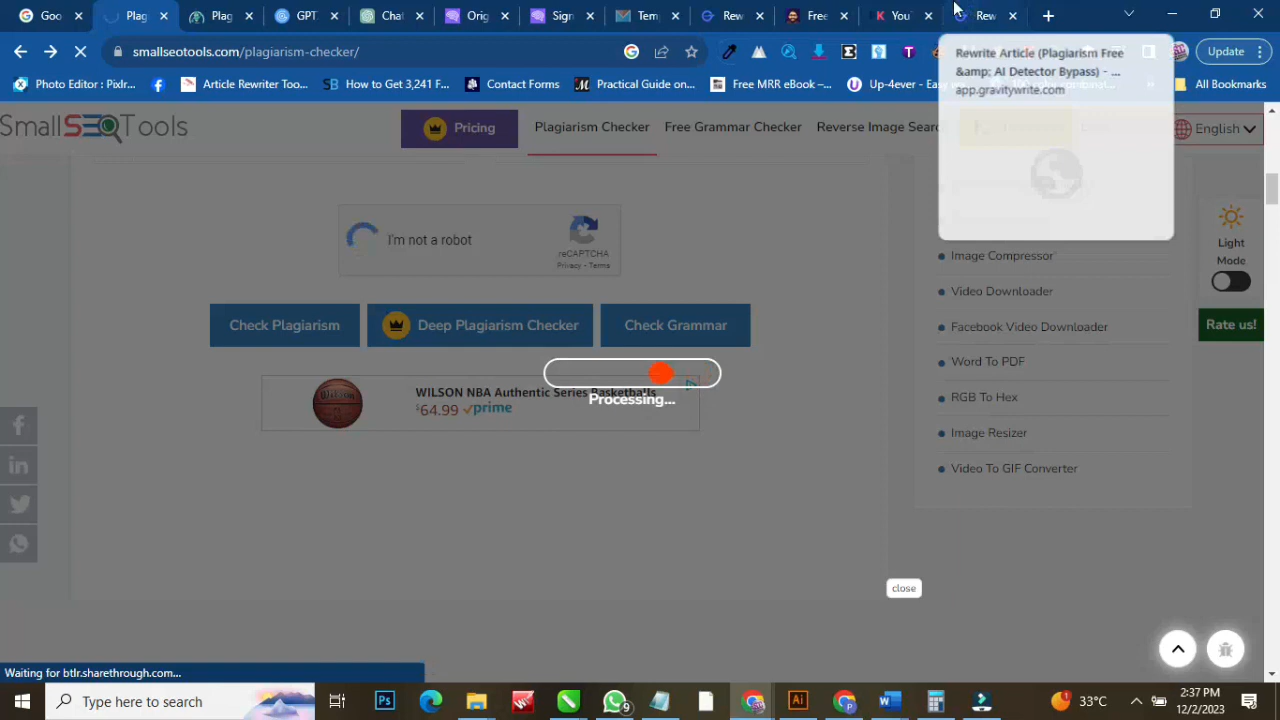 Goo
Plag
Plag
GPT
Chat
Orig
Sign
Temp
Rew
Free
You
Rew
smallseotools.com/plagiarism-checker/
Update
Photo Editor : Pixlr...
Article Rewriter Too...
How to Get 3,241 F...
Contact Forms
Practical Guide on...
Free MRR eBook –...
Up-4ever - Everythi...
All Bookmarks
Rewrite Article (Plagiarism Free
&amp; AI Detector Bypass) - ...
app.gravitywrite.com
SmallSEOTools
Pricing
Plagiarism Checker
Free Grammar Checker
Reverse Image Search
English
I'm not a robot
reCAPTCHA
Privacy - Terms
Check Plagiarism
Deep Plagiarism Checker
Check Grammar
WILSON NBA Authentic Series Basketballs
$64.99 prime
Processing...
Image Compressor
Video Downloader
Facebook Video Downloader
Word To PDF
RGB To Hex
Image Resizer
Video To GIF Converter
Light
Mode
Rate us!
close
Waiting for btlr.sharethrough.com...
Type here to search
9
33°C
2:37 PM
12/2/2023